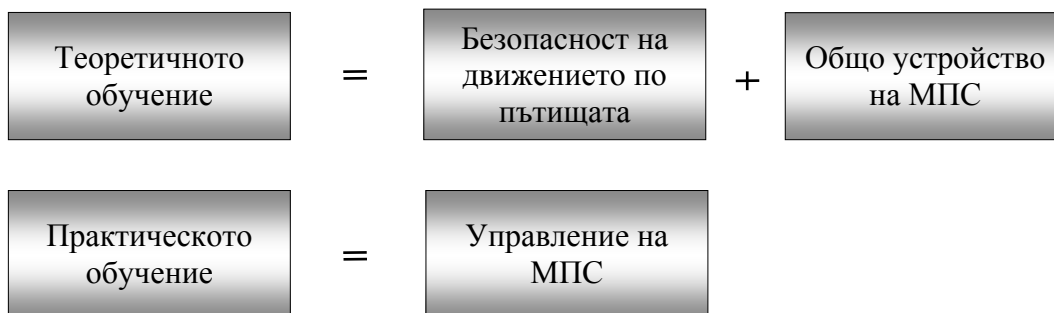 Теоретичното
обучение
=
Безопасност на
движението по
пътищата
+
Общо устройство
на МПС
Практическото
обучение
=
Управление на
МПС